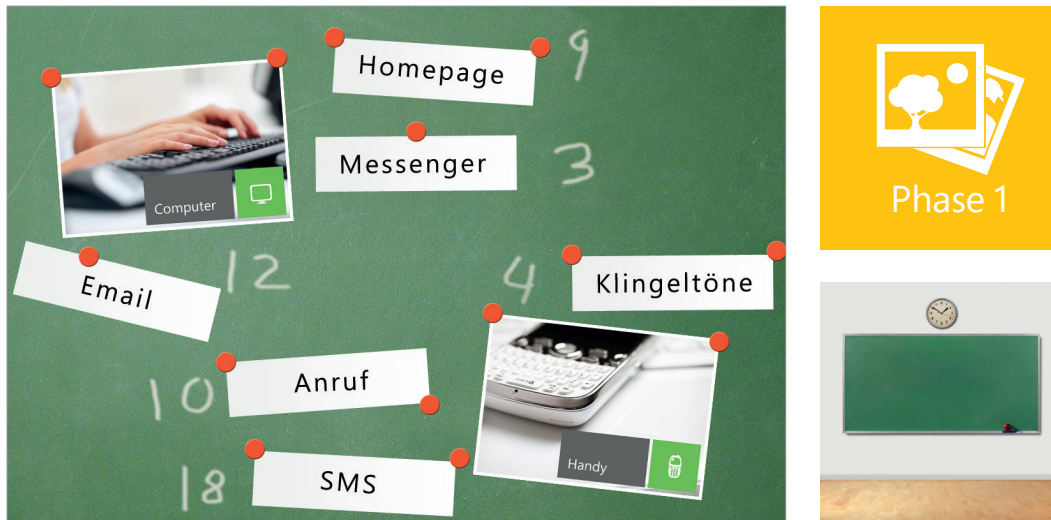 Homepage
9
Messenger
3
Computer
Email
12
4
Klingeltöne
Anruf
10
SMS
18
Handy
Phase 1